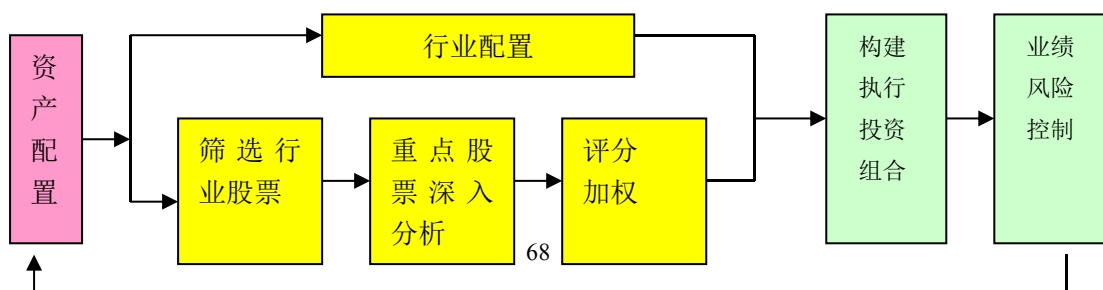 资
产
配
置
行业配置
筛选行
业股票
重点股
票深入
分析
评分
加权
构建
执行
投资
组合
业绩
风险
控制
68